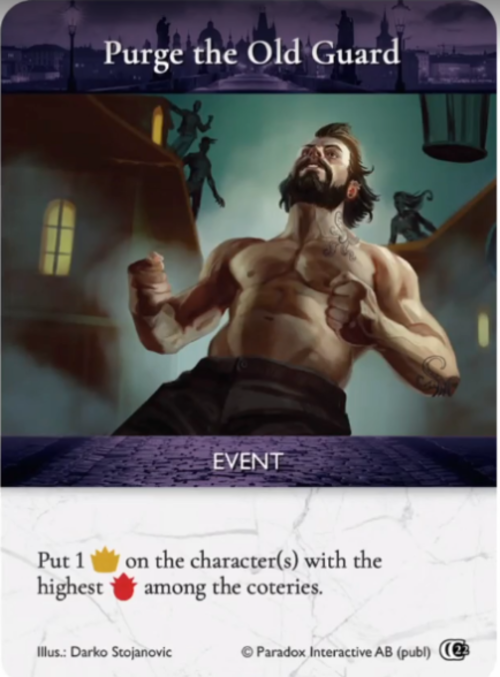 Purge the Old Guard
EVENT
Put 1 on the character(s) with the
highest among the coteries.
Illus.: Darko Stojanovic © Paradox Interactive AB (publ) 22